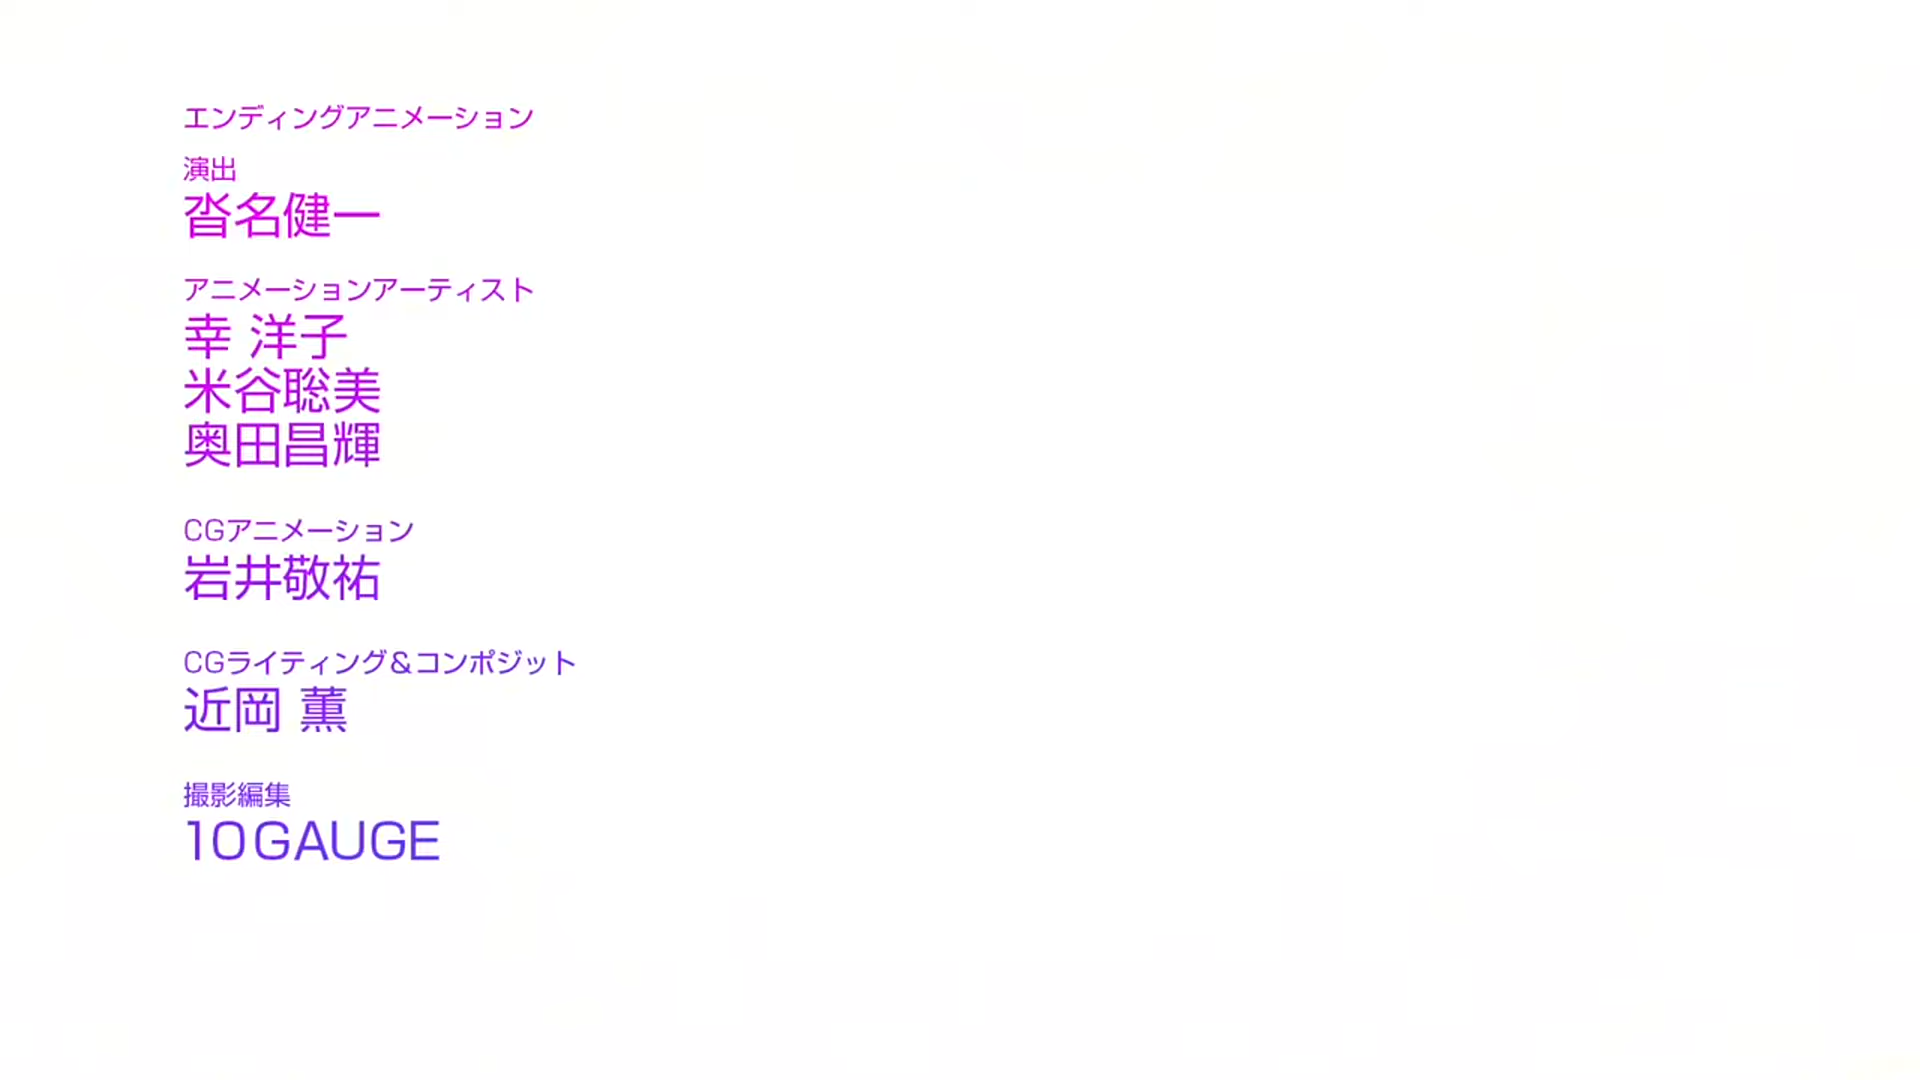 エンディングアニメーション
演出
沓名健一
アニメーションアーティスト
幸 洋子
米谷聡美
奥田昌輝
CGアニメーション
岩井敬祐
CGライティング&コンポジット
近岡 薫
撮影編集
10GAUGE